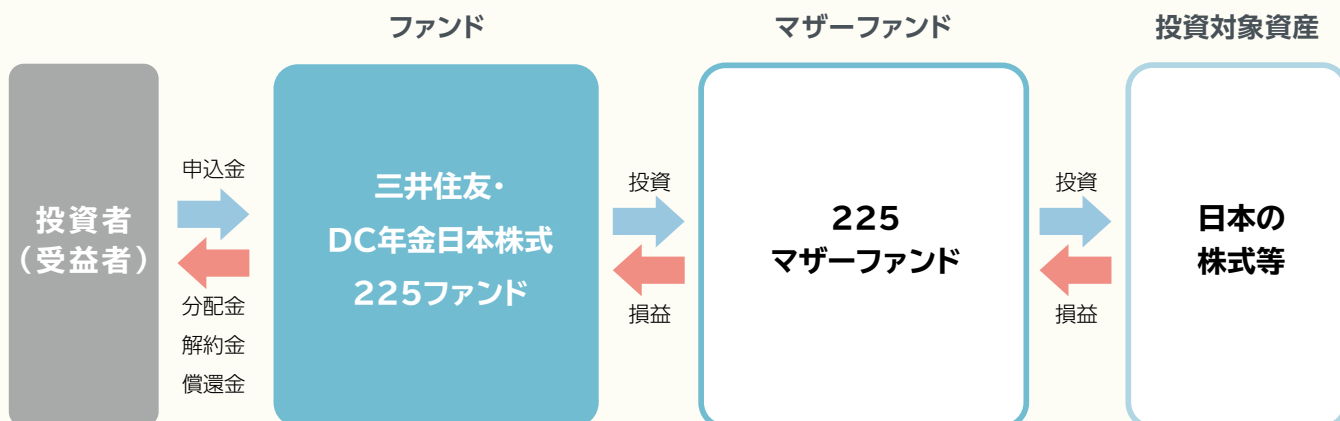 ファンド
マザーファンド
投資対象資産
投資者
（受益者）
申込金
分配金
解約金
償還金
三井住友・
DC年金日本株式
225ファンド
投資
損益
225
マザーファンド
投資
損益
日本の
株式等